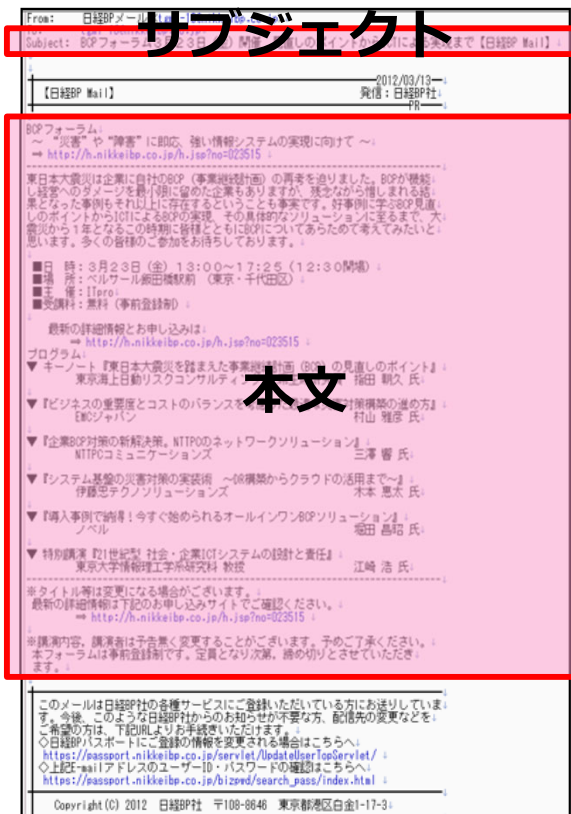 From: 日経BPメール
サブジェクト
Subject: BCPフォーラム3月23日(金)開催 見直しのポイントからICTによる実現まで【日経BP Mail】
2012/03/13
【日経BP Mail】 発信:日経BP社
PR
BCPフォーラム
~ “災害”や“障害”に即応、強い情報システムの実現に向けて ~
⇒ http://h.nikkeibp.co.jp/h.jsp?no=023515
東日本大震災は企業に自社のBCP(事業継続計画)の再考を迫りました。BCPが機能
し経営へのダメージを最小限に留めた企業もありますが、残念ながら惜しまれる結
果となった事例もそれ以上に存在するということも事実です。好事例に学ぶBCP見直
しのポイントからICTによるBCPの実現、その具体的なソリューションに至るまで、大
震災から1年となるこの時期に皆様とともにBCPについてあらためて考えてみたいと
思います。多くの皆様のご参加をお待ちしております。
■日 時:3月23日(金)13:00~17:25(12:30開場)
■場 所:ベルサール飯田橋駅前 (東京・千代田区)
■主 催:ITpro
■受講料:無料(事前登録制)
最新の詳細情報とお申し込みは
⇒ http://h.nikkeibp.co.jp/h.jsp?no=023515
プログラム
▼ キーノート『東日本大震災を踏まえた事業継続計画(BCP)の見直しのポイント』
東京海上日動リスクコンサルティング 指田 朝久 氏
本文
▼『ビジネスの重要度とコストのバランスを 対策構築の進め方』
EMCジャパン 村山 雅彦 氏
▼『企業BCP対策の新解決策。NTTPCのネットワークソリューション』
NTTPCコミュニケーションズ 三澤 響 氏
▼『システム基盤の災害対策の実装術 ~DR構築からクラウドの活用まで~』
伊藤忠テクノソリューションズ 木本 恵太 氏
▼『導入事例で納得!今すぐ始められるオールインワンBCPソリューション』
ノベル 堀田 昌昭 氏
▼ 特別講演『21世紀型 社会・企業ICTシステムの設計と責任』
東京大学情報理工学系研究科 教授 江崎 浩 氏
※タイトル等は変更になる場合がございます。
最新の詳細情報は下記のお申し込みサイトでご確認ください。
⇒ http://h.nikkeibp.co.jp/h.jsp?no=023515
※講演内容、講演者は予告無く変更することがございます。予めご了承ください。
本フォーラムは事前登録制です。定員となり次第、締め切りとさせていただき
ます。
このメールは日経BP社の各種サービスにご登録いただいている方にお送りしていま
す。今後、このような日経BP社からのお知らせが不要な方、配信先の変更などを
ご希望の方は、下記URLよりお手続きいただけます。
◇日経BPパスポートにご登録の情報を変更される場合はこちらへ
https://passport.nikkeibp.co.jp/servlet/UpdateUserTopServlet/
◇上記E-mailアドレスのユーザーID・パスワードの確認はこちらへ
https://passport.nikkeibp.co.jp/bizpwd/search_pass/index.html
Copyright(C) 2012 日経BP社 〒108-8646 東京都港区白金1-17-3